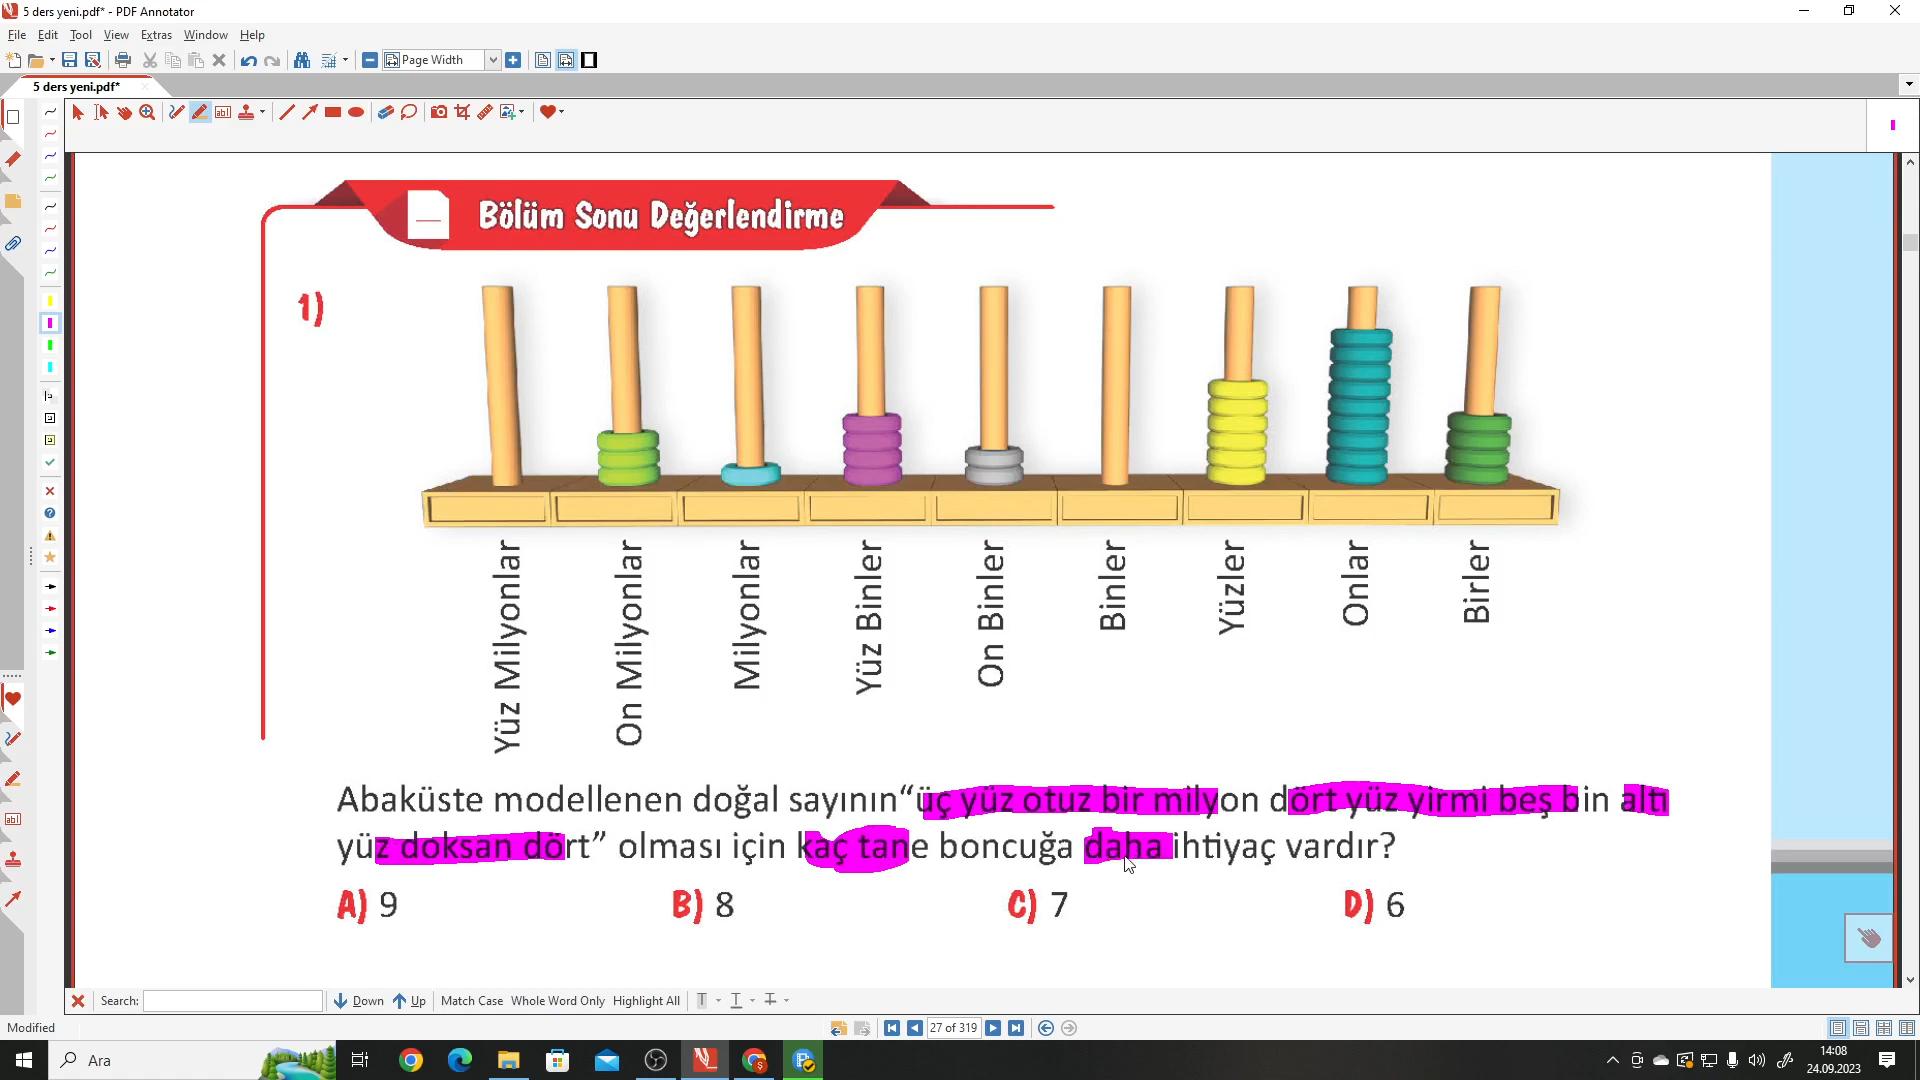 5 ders yeni.pdf* - PDF Annotator
File Edit Tool View Extras Window Help
Page Width
5 ders yeni.pdf*
Bölüm Sonu Değerlendirme
1)
Yüz Milyonlar
On Milyonlar
Milyonlar
Yüz Binler
On Binler
Binler
Yüzler
Onlar
Birler
Abaküste modellenen doğal sayının“üç yüz otuz bir milyon dört yüz yirmi beş bin altı
yüz doksan dört” olması için kaç tane boncuğa daha ihtiyaç vardır?
A) 9 B) 8 C) 7 D) 6
Search: Down Up Match Case Whole Word Only Highlight All
Modified 27 of 319
Ara 14:08
24.09.2023